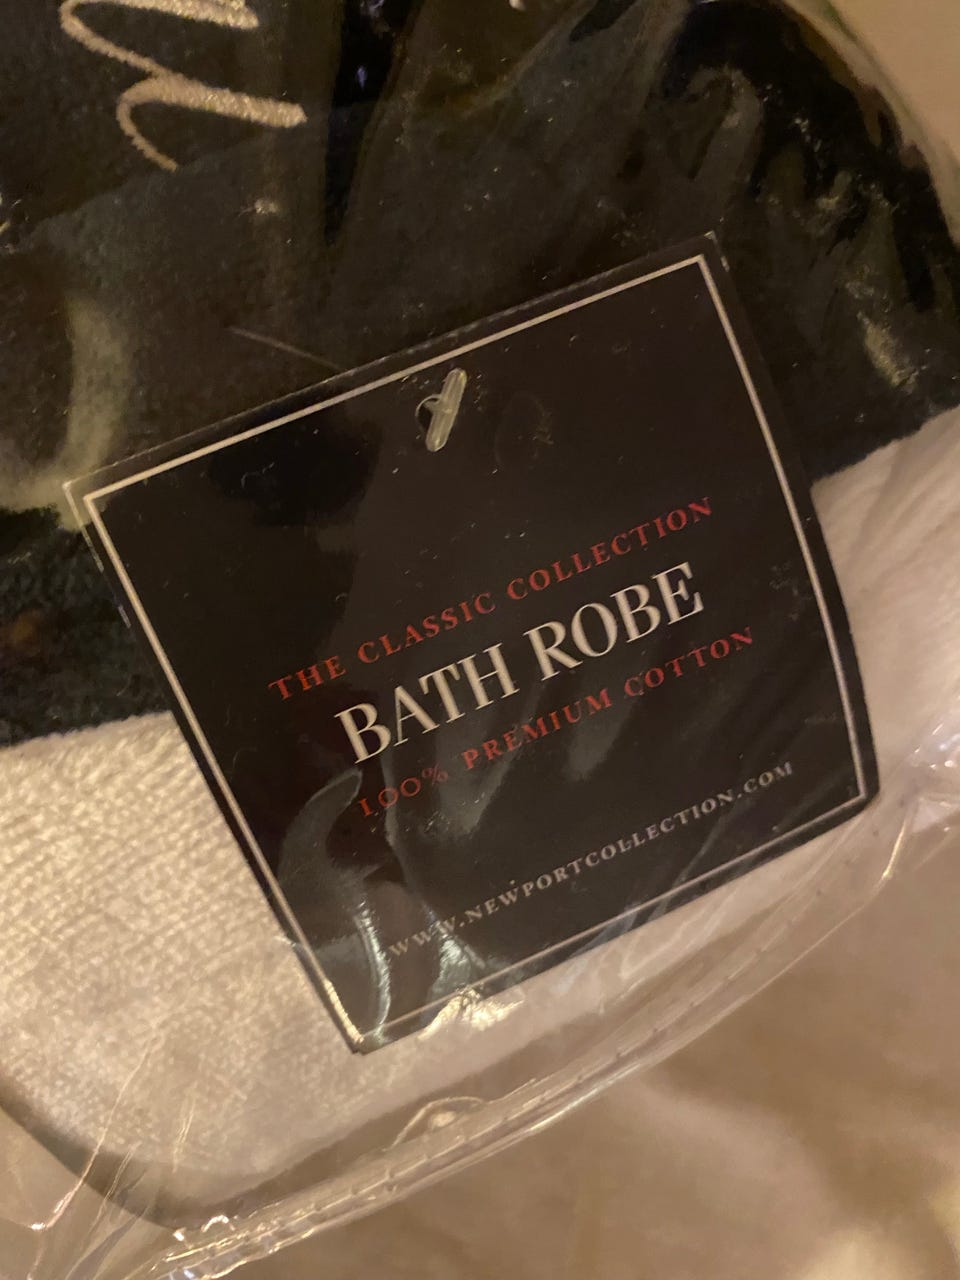 THE CLASSIC COLLECTION
BATH ROBE
100% PREMIUM COTTON
WWW.NEWPORTCOLLECTION.COM